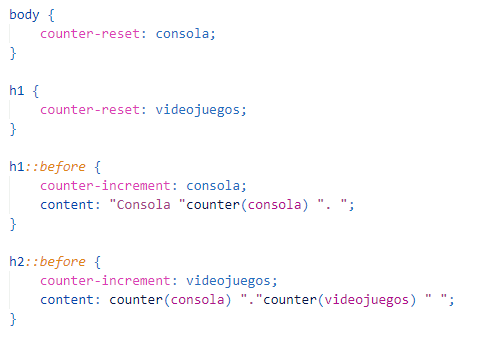 body {
    counter-reset: consola;
}

h1 {
    counter-reset: videojuegos;
}

h1::before {
    counter-increment: consola;
    content: "Consola "counter(consola) ". ";
}

h2::before {
    counter-increment: videojuegos;
    content: counter(consola) "."counter(videojuegos) " ";
}